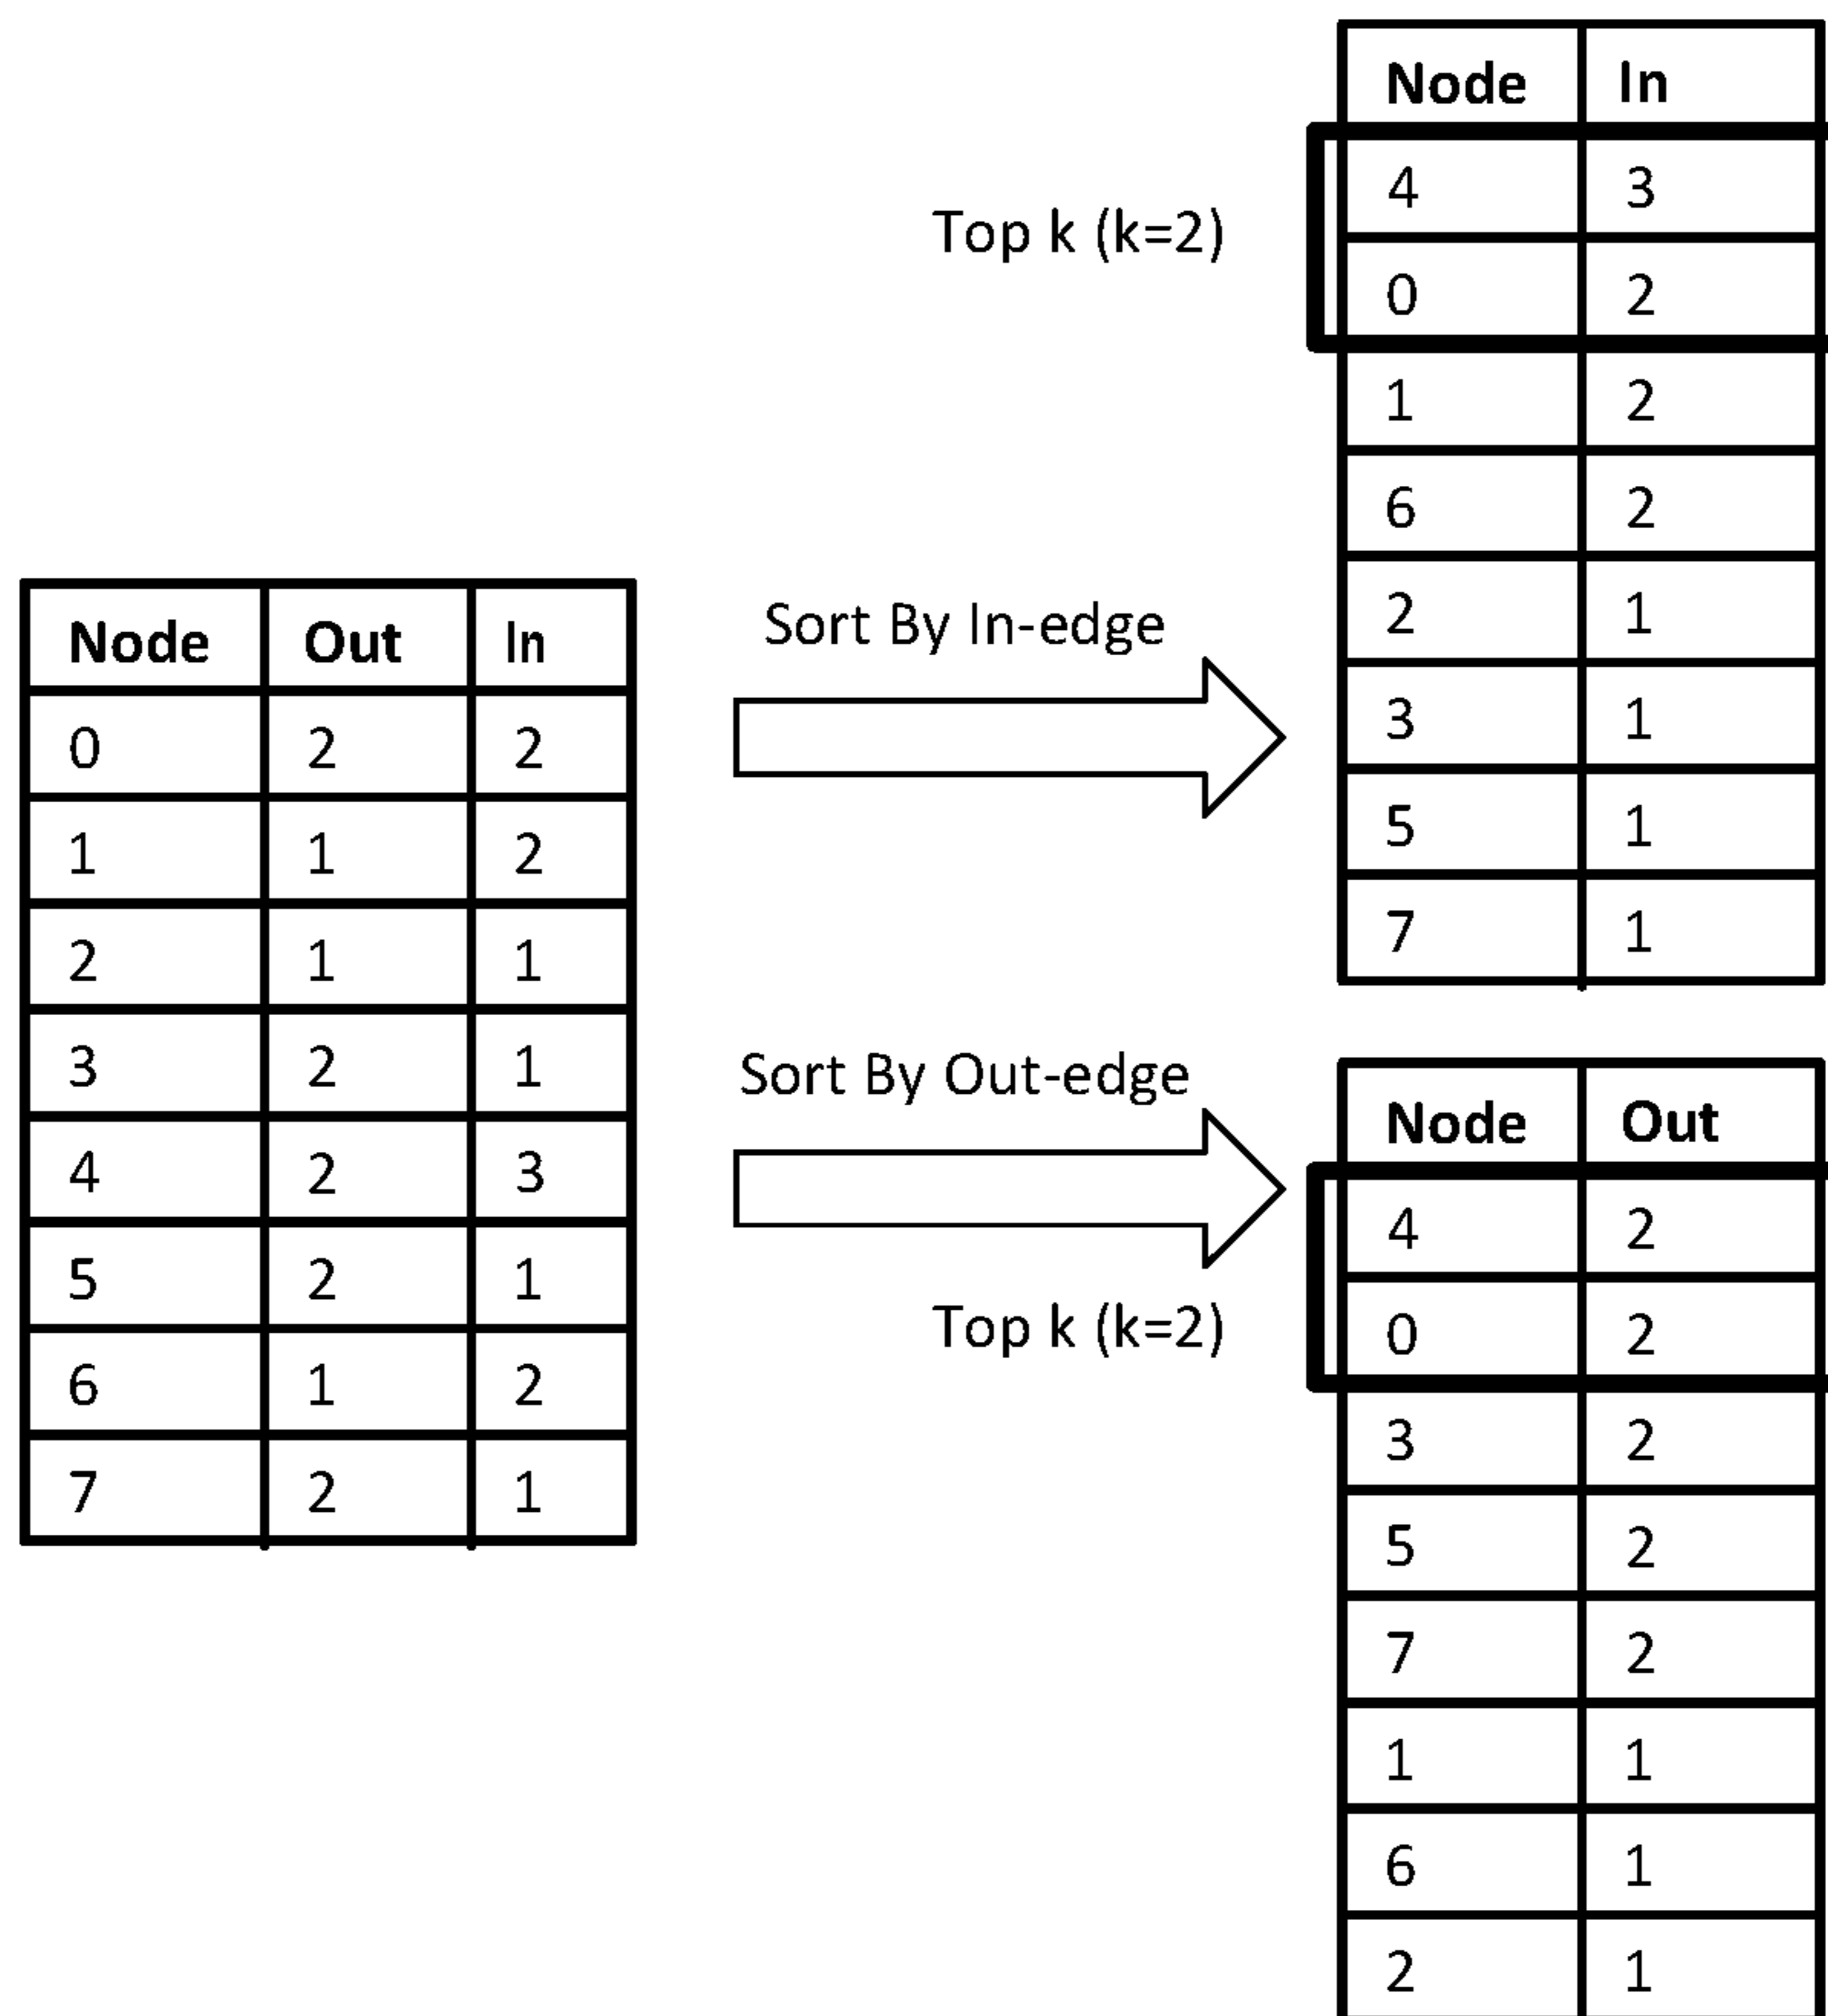 Node In
Top k (k=2)
4 3
0 2
1 2
6 2
2 1
3 1
5 1
7 1
Node Out In
0 2 2
1 1 2
2 1 1
3 2 1
4 2 3
5 2 1
6 1 2
7 2 1
Sort By In-edge
Sort By Out-edge
Top k (k=2)
Node Out
4 2
0 2
3 2
5 2
7 2
1 1
6 1
2 1